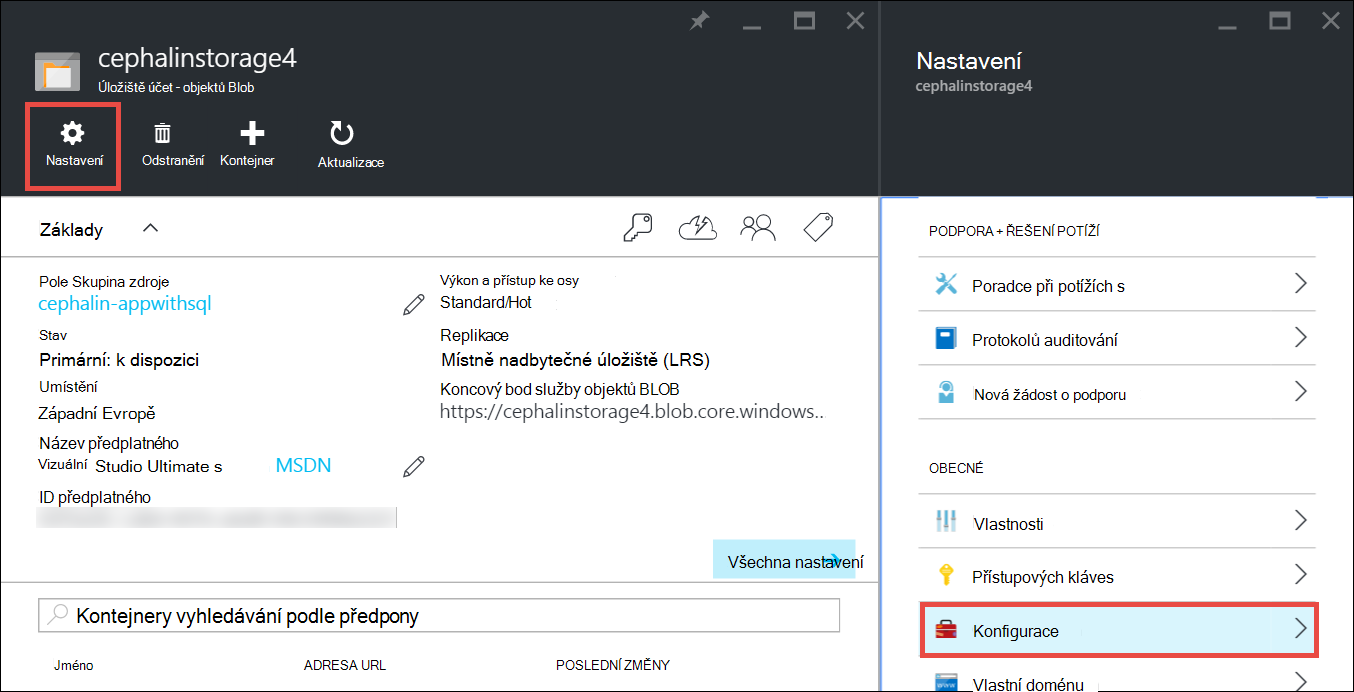 cephalinstorage4
Úložiště účet - objektů Blob
Nastavení
Odstranění
Kontejner
Aktualizace
Základy
Pole Skupina zdroje
cephalin-appwithsql
Stav
Primární: k dispozici
Umístění
Západní Evropě
Název předplatného
Vizuální Studio Ultimate s MSDN
ID předplatného
Výkon a přístup ke osy
Standard/Hot
Replikace
Místně nadbytečné úložiště (LRS)
Koncový bod služby objektů BLOB
https://cephalinstorage4.blob.core.windows..
Všechna nastavení
Kontejnery vyhledávání podle předpony
Jméno
ADRESA URL
POSLEDNÍ ZMĚNY
Nastavení
cephalinstorage4
PODPORA + ŘEŠENÍ POTÍŽÍ
Poradce při potížích s
Protokolů auditování
Nová žádost o podporu
OBECNÉ
Vlastnosti
Přístupových kláves
Konfigurace
Vlastní doménu